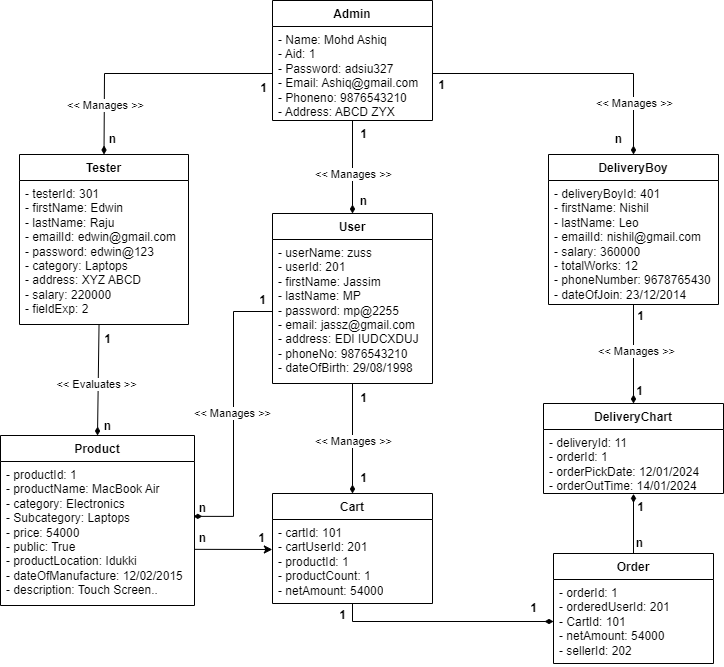 Admin
- Name: Mohd Ashiq
- Aid: 1
- Password: adsiu327
- Email: Ashiq@gmail.com
- Phoneno: 9876543210
- Address: ABCD ZYX
1
1
1
<< Manages >>
<< Manages >>
<< Manages >>
n
n
n
Tester
- testerId: 301
- firstName: Edwin
- lastName: Raju
- emailId: edwin@gmail.com
- password: edwin@123
- category: Laptops
- address: XYZ ABCD
- salary: 220000
- fieldExp: 2
User
- userName: zuss
- userId: 201
- firstName: Jassim
- lastName: MP
- password: mp@2255
- email: jassz@gmail.com
- address: EDI IUDCXDUJ
- phoneNo: 9876543210
- dateOfBirth: 29/08/1998
DeliveryBoy
- deliveryBoyId: 401
- firstName: Nishil
- lastName: Leo
- emailId: nishil@gmail.com
- salary: 360000
- totalWorks: 12
- phoneNumber: 9678765430
- dateOfJoin: 23/12/2014
1
1
1
1
<< Evaluates >>
<< Manages >>
<< Manages >>
<< Manages >>
n
n
1
1
Product
- productId: 1
- productName: MacBook Air
- category: Electronics
- Subcategory: Laptops
- price: 54000
- public: True
- productLocation: Idukki
- dateOfManufacture: 12/02/2015
- description: Touch Screen..
n
1
Cart
- cartId: 101
- cartUserId: 201
- productId: 1
- productCount: 1
- netAmount: 54000
DeliveryChart
- deliveryId: 11
- orderId: 1
- orderPickDate: 12/01/2024
- orderOutTime: 14/01/2024
1
n
1
1
Order
- orderId: 1
- orderedUserId: 201
- CartId: 101
- netAmount: 54000
- sellerId: 202